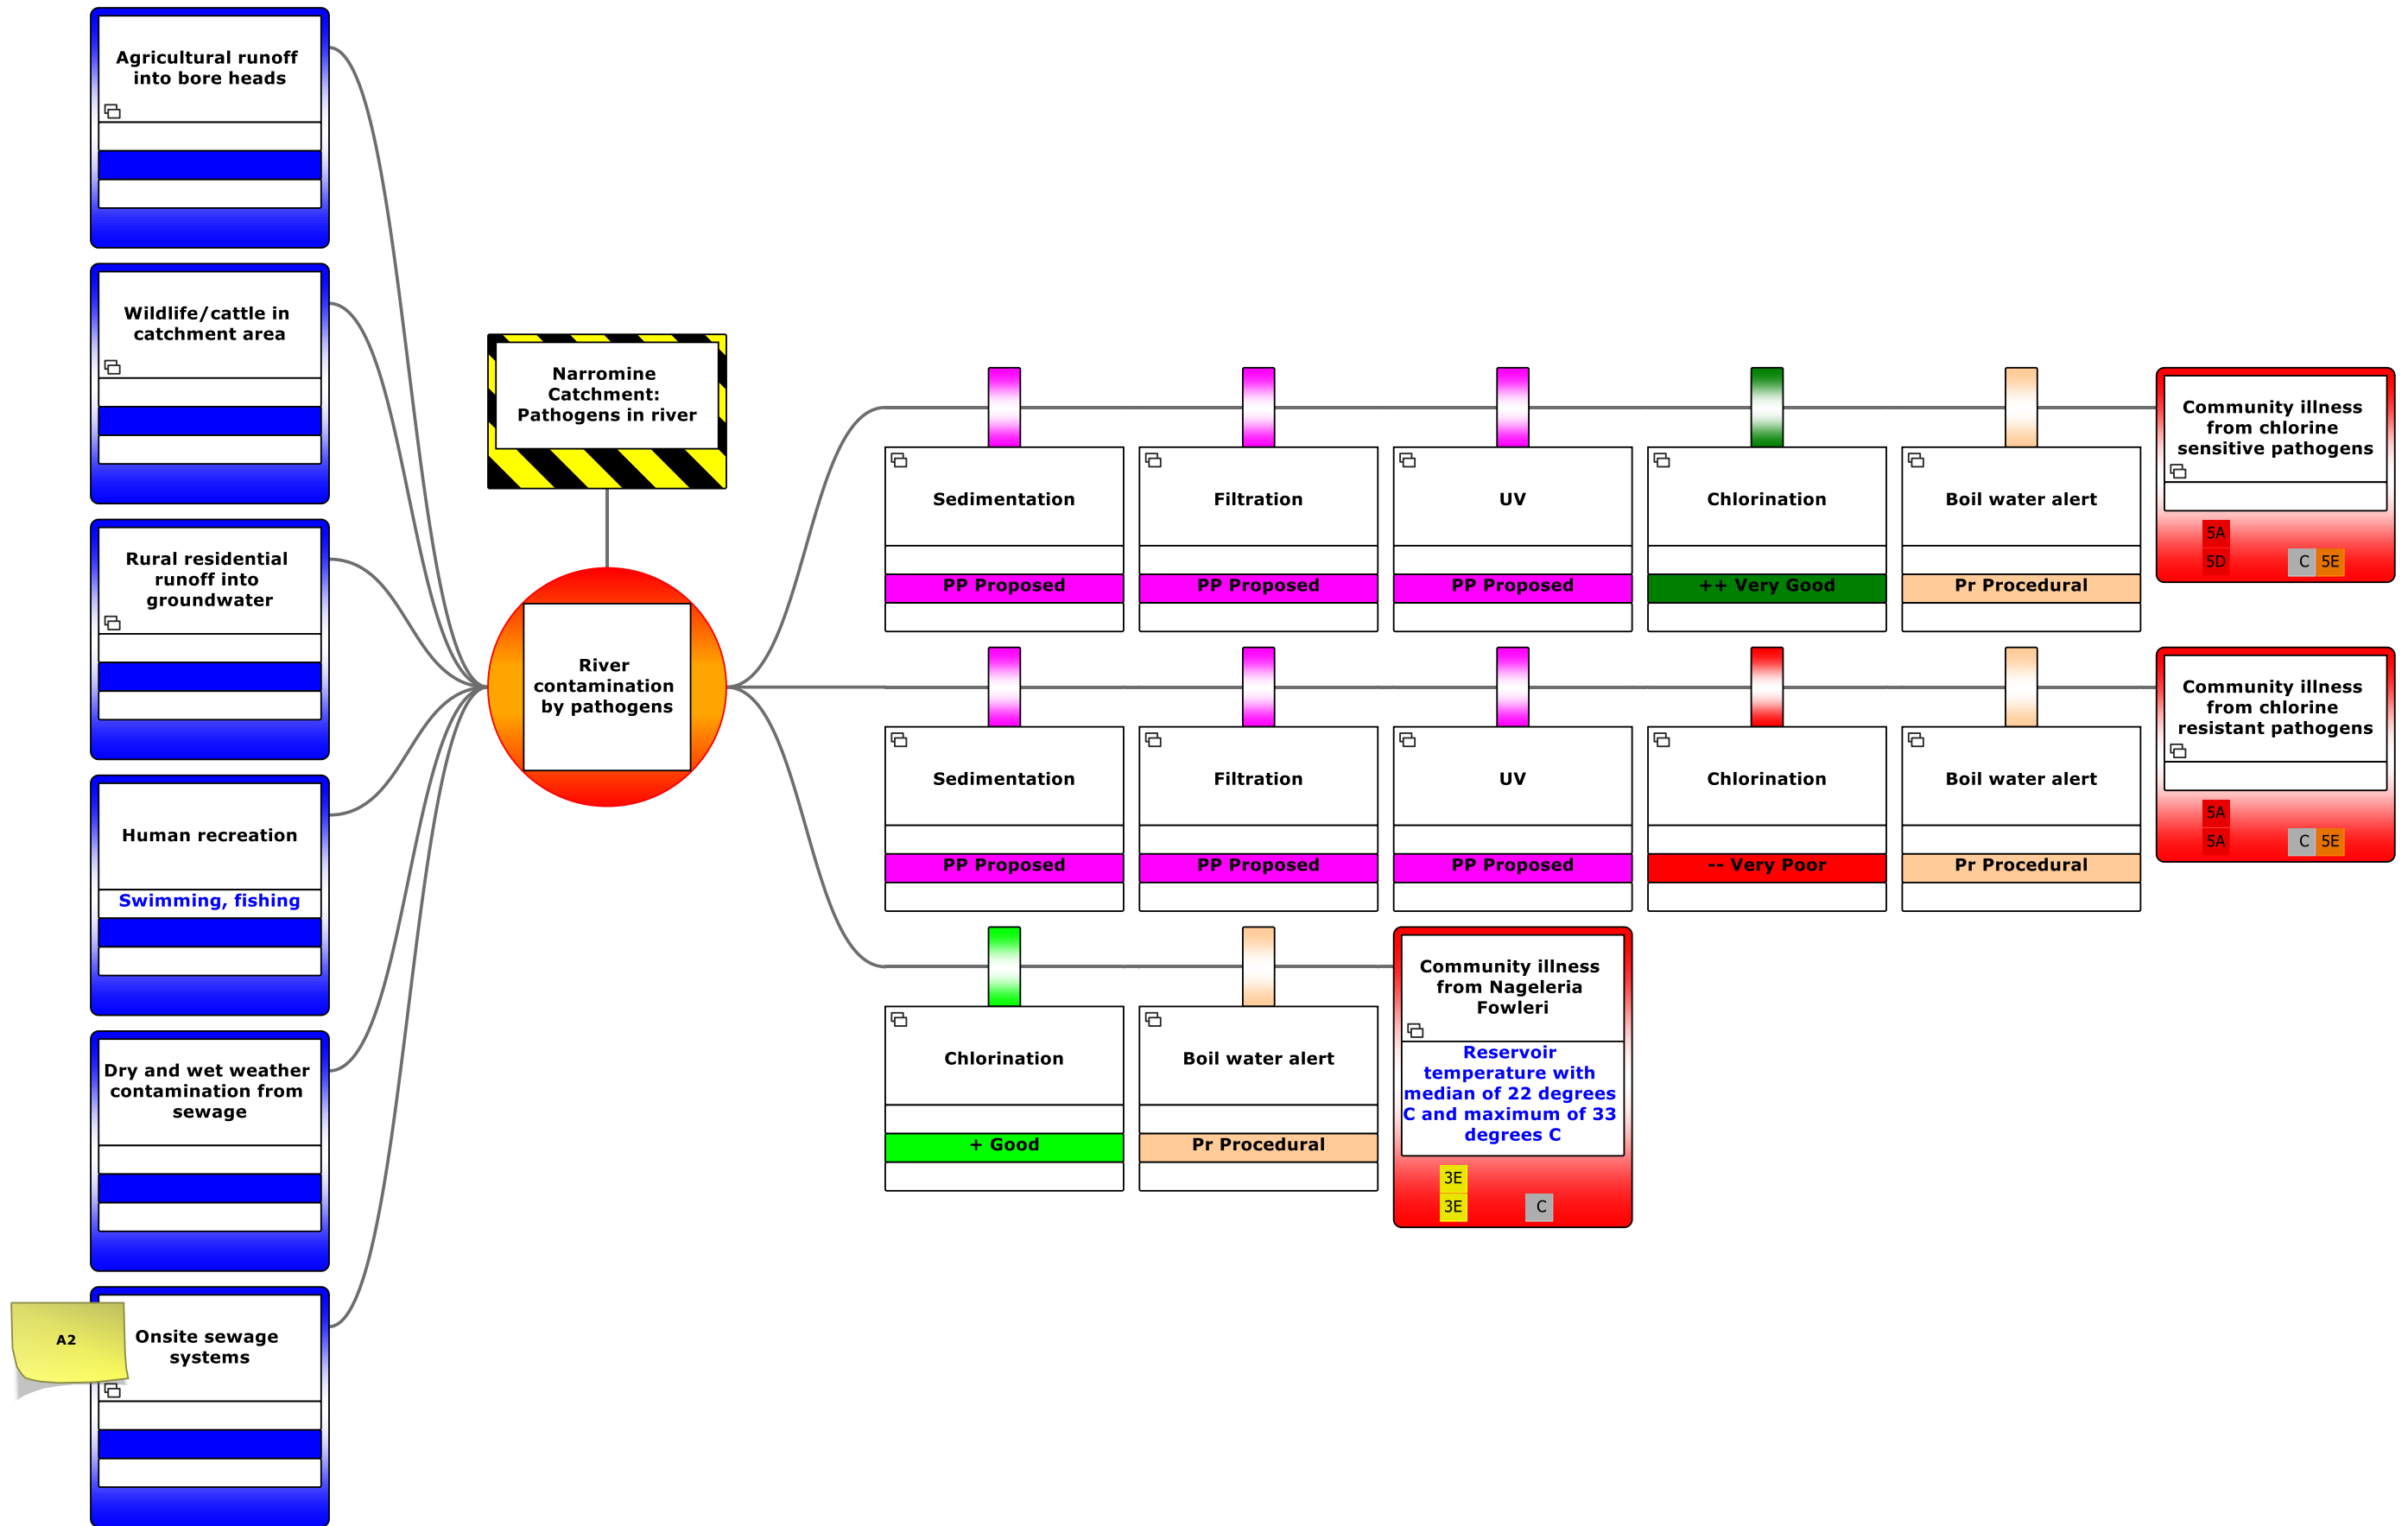 Agricultural runoff
into bore heads
Wildlife/cattle in
catchment area
Rural residential
runoff into
groundwater
Human recreation
Swimming, fishing
Dry and wet weather
contamination from
sewage
A2
Onsite sewage
systems
Narromine
Catchment:
Pathogens in river
River
contamination
by pathogens
Sedimentation
PP Proposed
Filtration
PP Proposed
UV
PP Proposed
Chlorination
++ Very Good
Boil water alert
Pr Procedural
Community illness
from chlorine
sensitive pathogens
5A
5D C 5E
Sedimentation
PP Proposed
Filtration
PP Proposed
UV
PP Proposed
Chlorination
-- Very Poor
Boil water alert
Pr Procedural
Community illness
from chlorine
resistant pathogens
5A
5A C 5E
Chlorination
+ Good
Boil water alert
Pr Procedural
Community illness
from Nageleria
Fowleri
Reservoir
temperature with
median of 22 degrees
C and maximum of 33
degrees C
3E
3E C